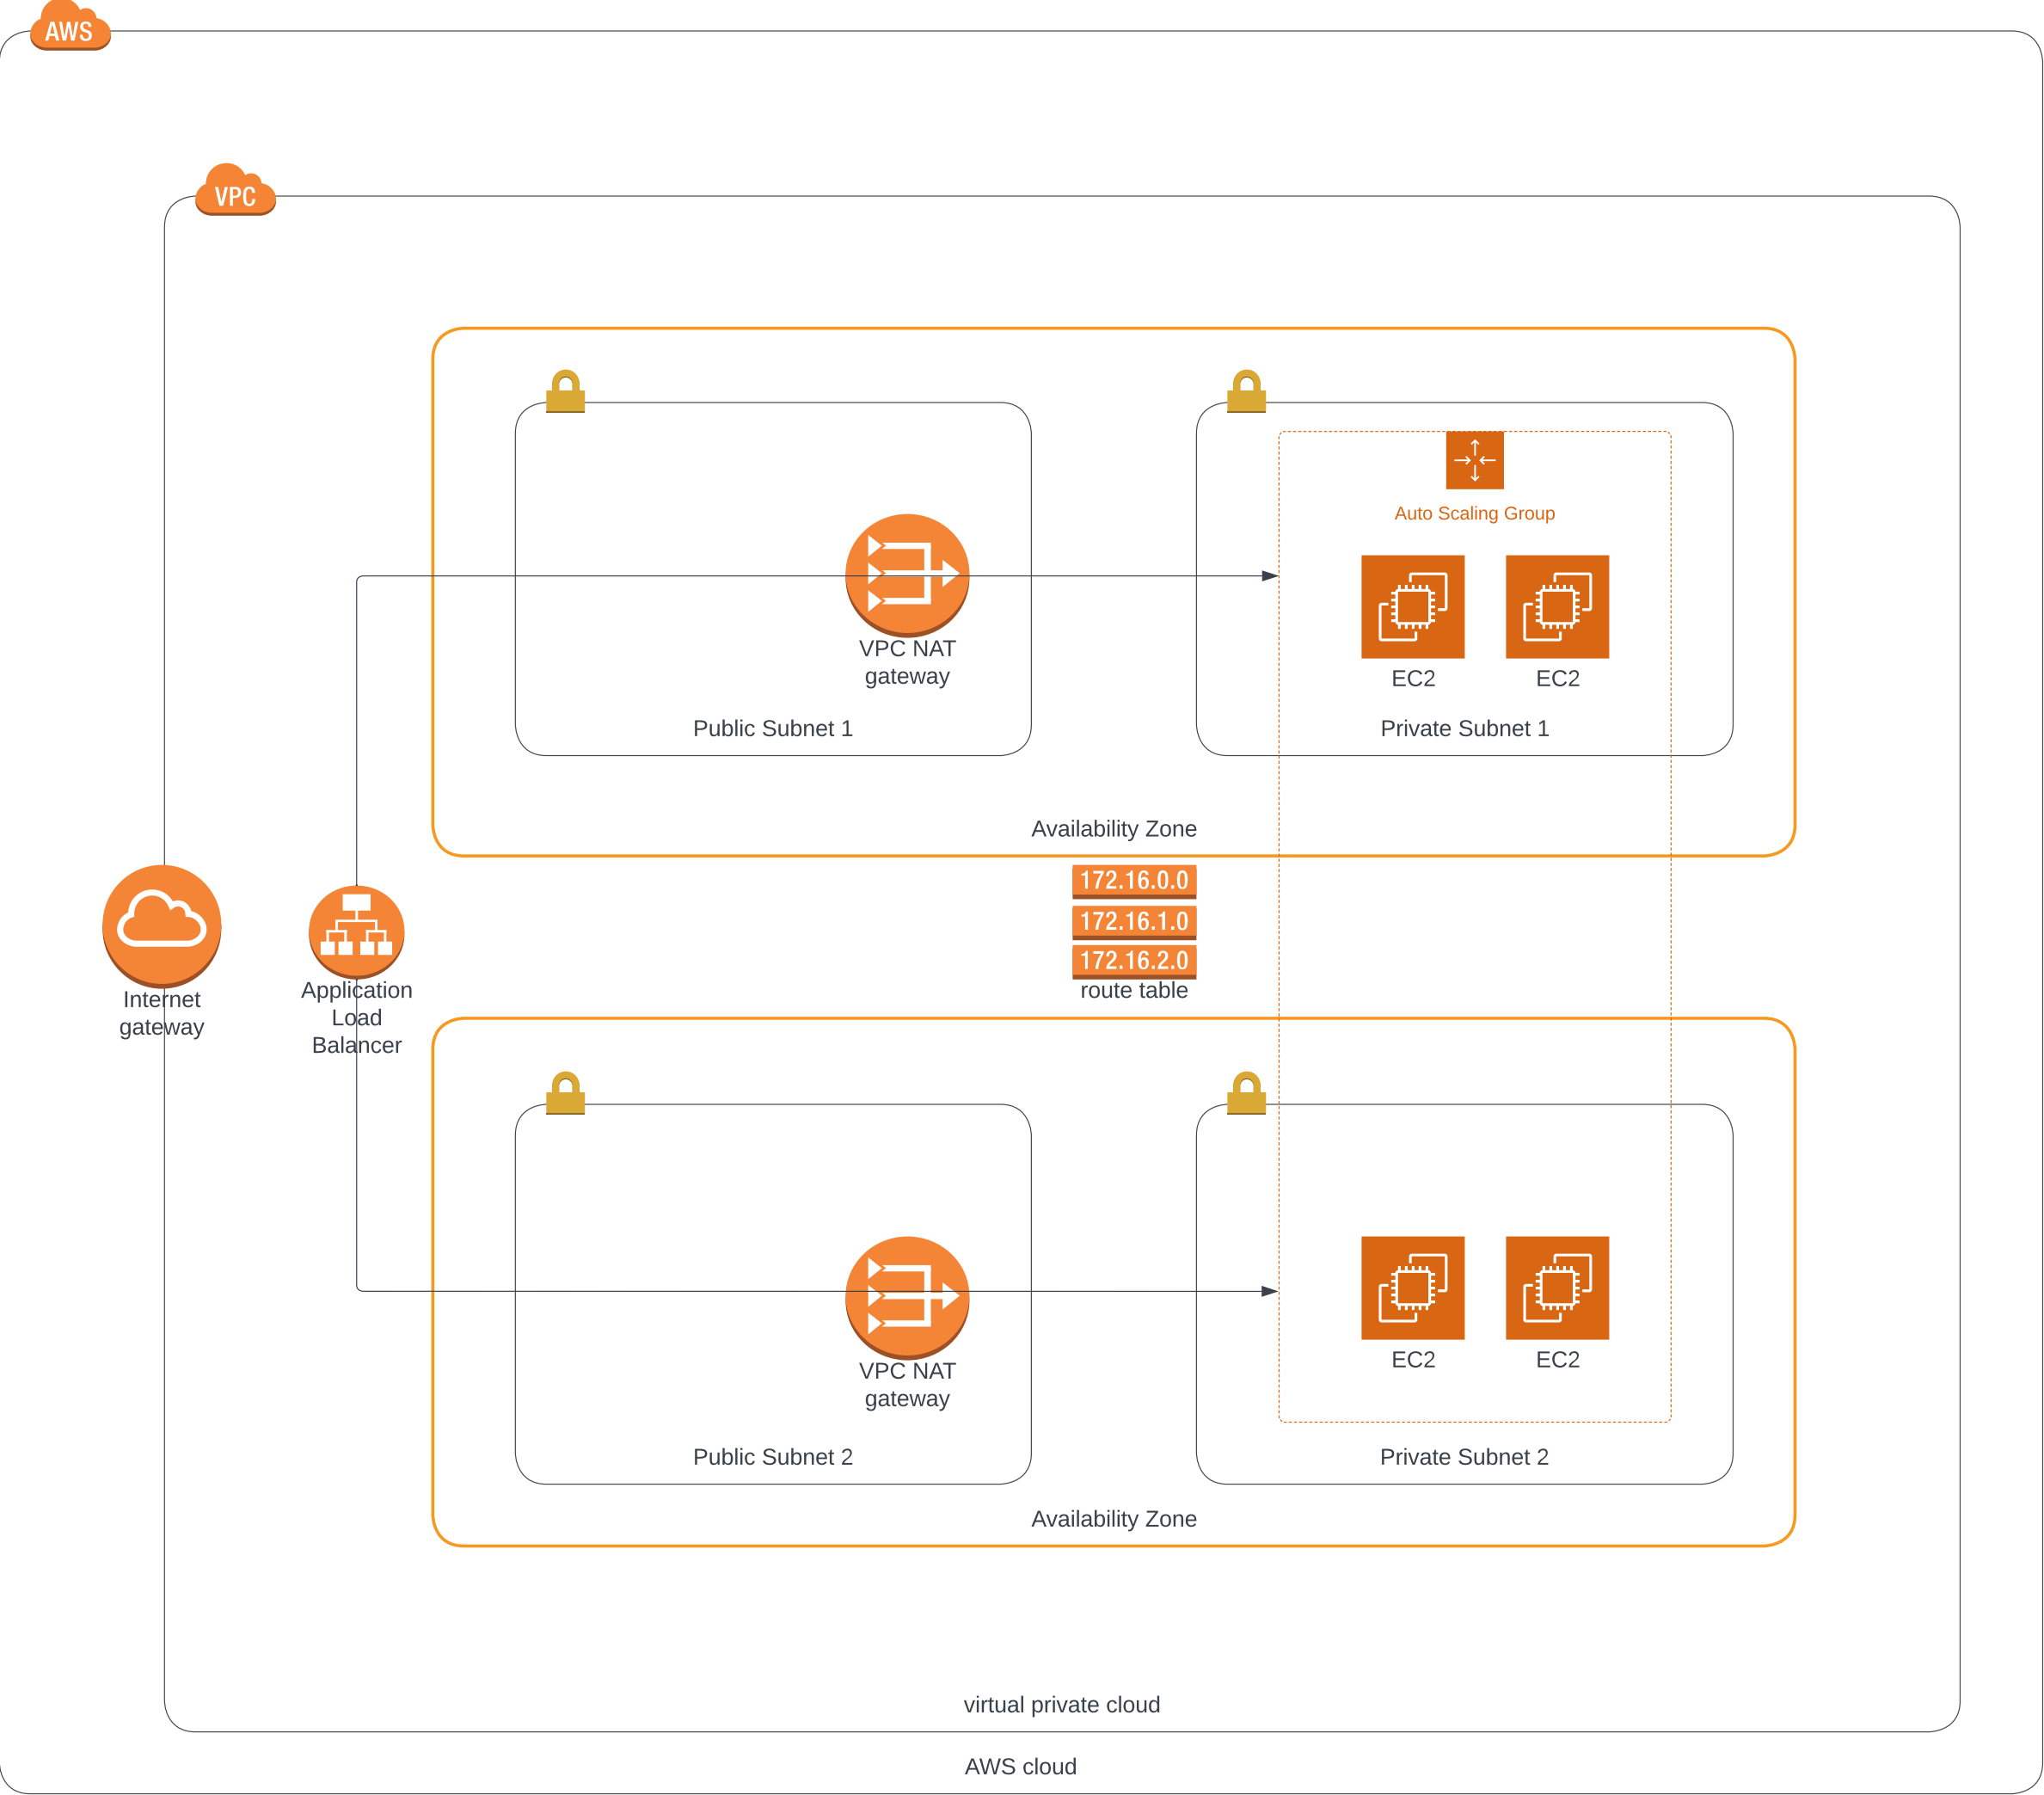 AWS
VPC
Auto Scaling Group
VPC NAT
gateway
EC2
EC2
Public Subnet 1
Private Subnet 1
Availability Zone
Internet
gateway
Application
Load
Balancer
172.16.0.0
172.16.1.0
172.16.2.0
route table
VPC NAT
gateway
EC2
EC2
Public Subnet 2
Private Subnet 2
Availability Zone
virtual private cloud
AWS cloud